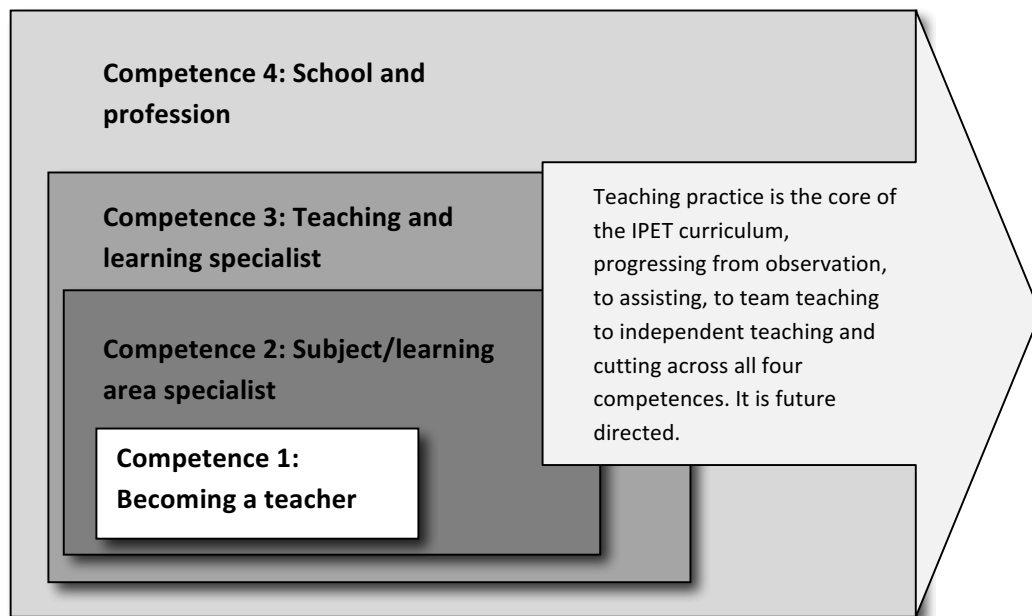 Competence 4: School and
profession
Competence 3: Teaching and
learning specialist
Competence 2: Subject/learning
area specialist
Competence 1:
Becoming a teacher
Teaching practice is the core of
the IPET curriculum,
progressing from observation,
to assisting, to team teaching
to independent teaching and
cutting across all four
competences. It is future
directed.